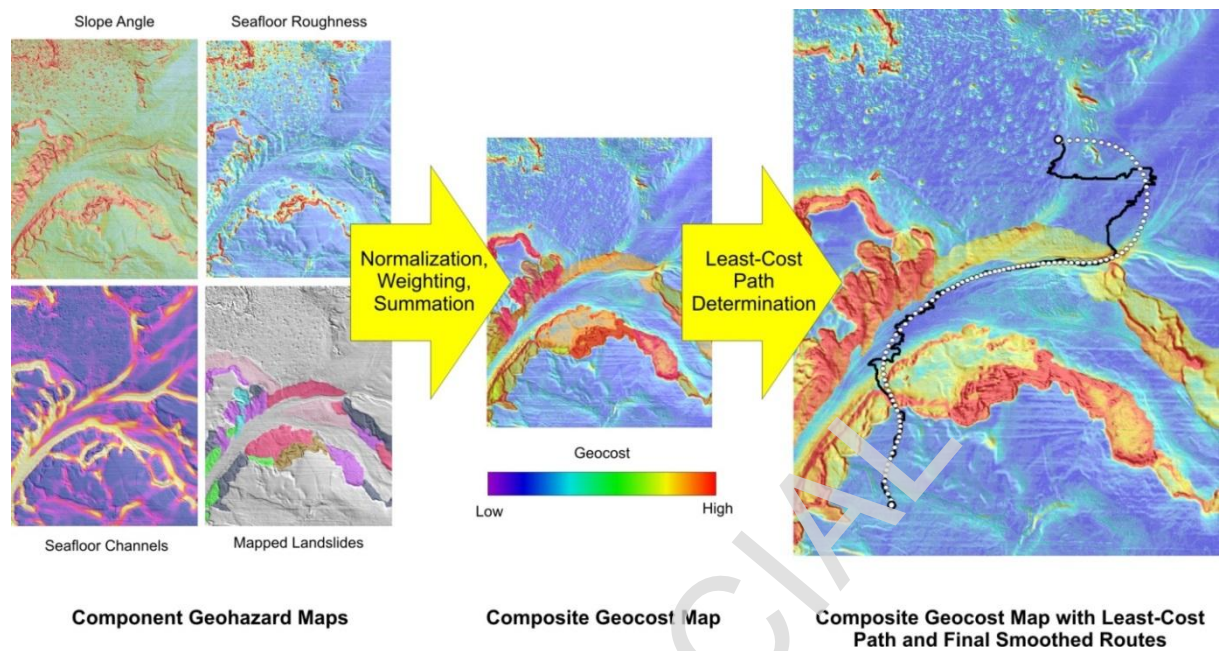 Slope Angle
Seafloor Roughness
Seafloor Channels
Mapped Landslides
Normalization,
Weighting,
Summation
Geocost
Low
High
Least-Cost
Path
Determination
Component Geohazard Maps
Composite Geocost Map
Composite Geocost Map with Least-Cost
Path and Final Smoothed Routes
CIAL